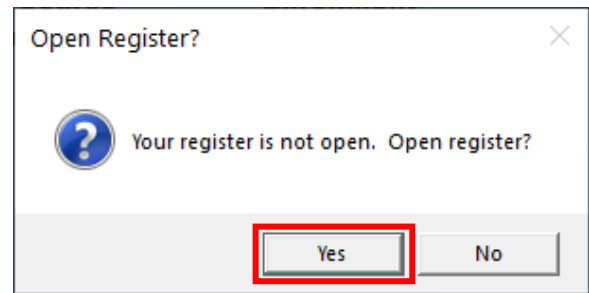 Open Register?
Your register is not open.  Open register?
Yes
No